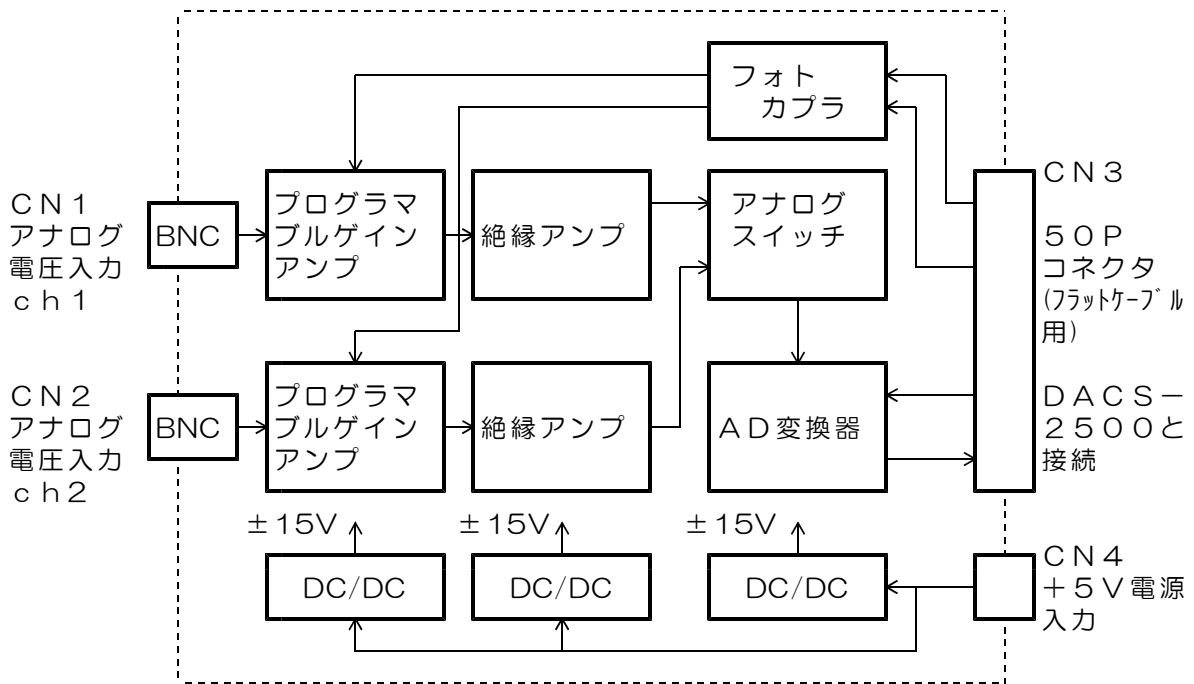 フォト
カプラ
CN1
アナログ
電圧入力
ch1
BNC
プログラマ
ブルゲイン
アンプ
絶縁アンプ
アナログ
スイッチ
CN3
50P
コネクタ
(フラットケーブル
用)
DACS－
2500と
接続
CN2
アナログ
電圧入力
ch2
BNC
プログラマ
ブルゲイン
アンプ
絶縁アンプ
AD変換器
±15V
±15V
±15V
DC/DC
DC/DC
DC/DC
CN4
＋5V電源
入力